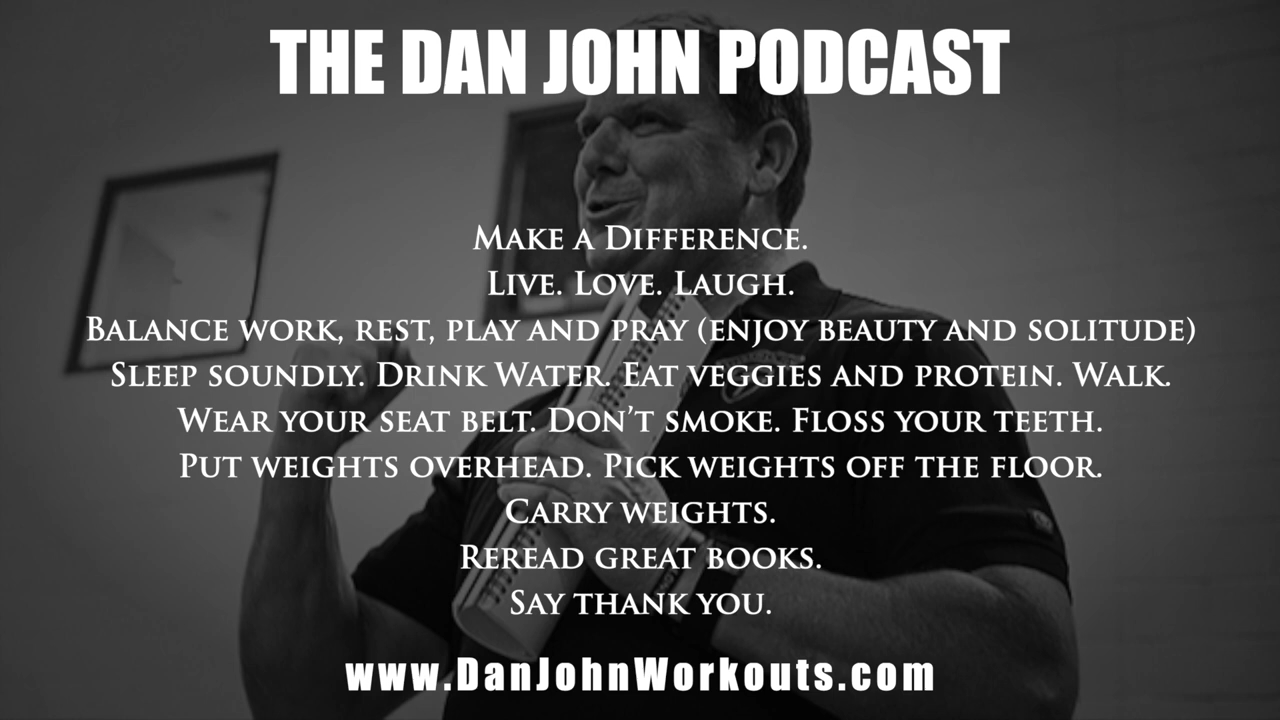 THE DAN JOHN PODCAST
Make a Difference.
Live. Love. Laugh.
Balance work, rest, play and pray (enjoy beauty and solitude)
Sleep soundly. Drink Water. Eat veggies and protein. Walk.
Wear your seat belt. Don't smoke. Floss your teeth.
Put weights overhead. Pick weights off the floor.
Carry weights.
Reread great books.
Say thank you.
www.DanJohnWorkouts.com